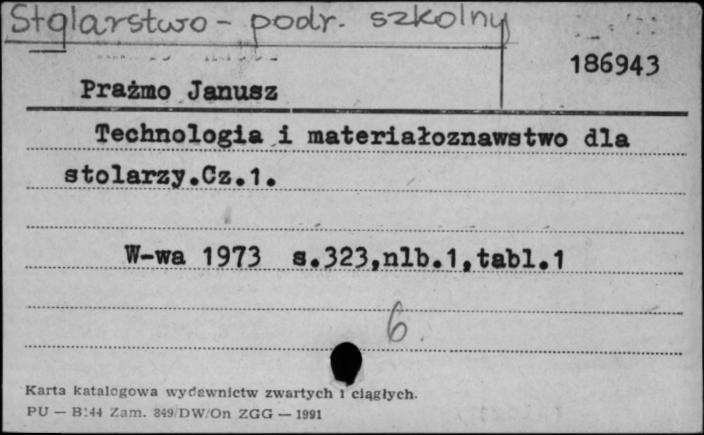 Stolarstwo - podr. szkolny
186943
Prażmo Janusz
Technologia i materiałoznawstwo dla
stolarzy.Cz.1.
W-wa 1973 s.323,nlb.1,tabl.1
6
Karta katalogowa wydawnictw zwartych i ciągłych.
PU — B 44 Zam. 849/DW/On ZGG — 1991